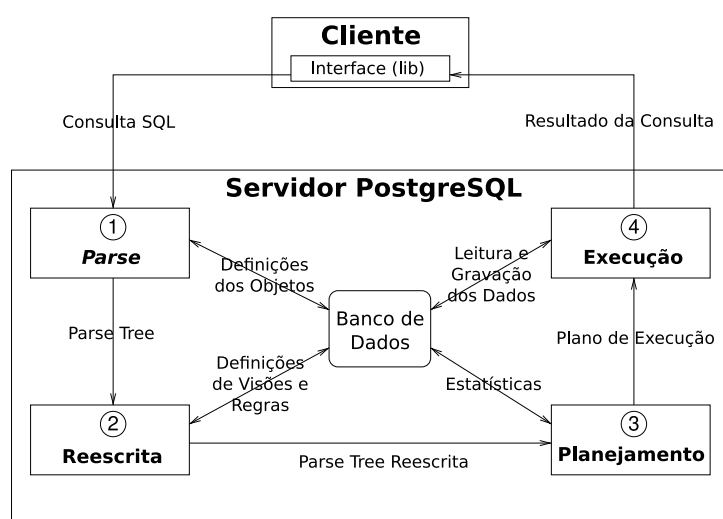 Cliente
Interface (lib)
Consulta SQL
Resultado da Consulta
Servidor PostgreSQL
1
Parse
4
Execução
Definições
dos Objetos
Leitura e
Gravação
dos Dados
Banco de
Dados
Parse Tree
Plano de Execução
Definições
de Visões e
Regras
Estatísticas
2
Reescrita
3
Planejamento
Parse Tree Reescrita